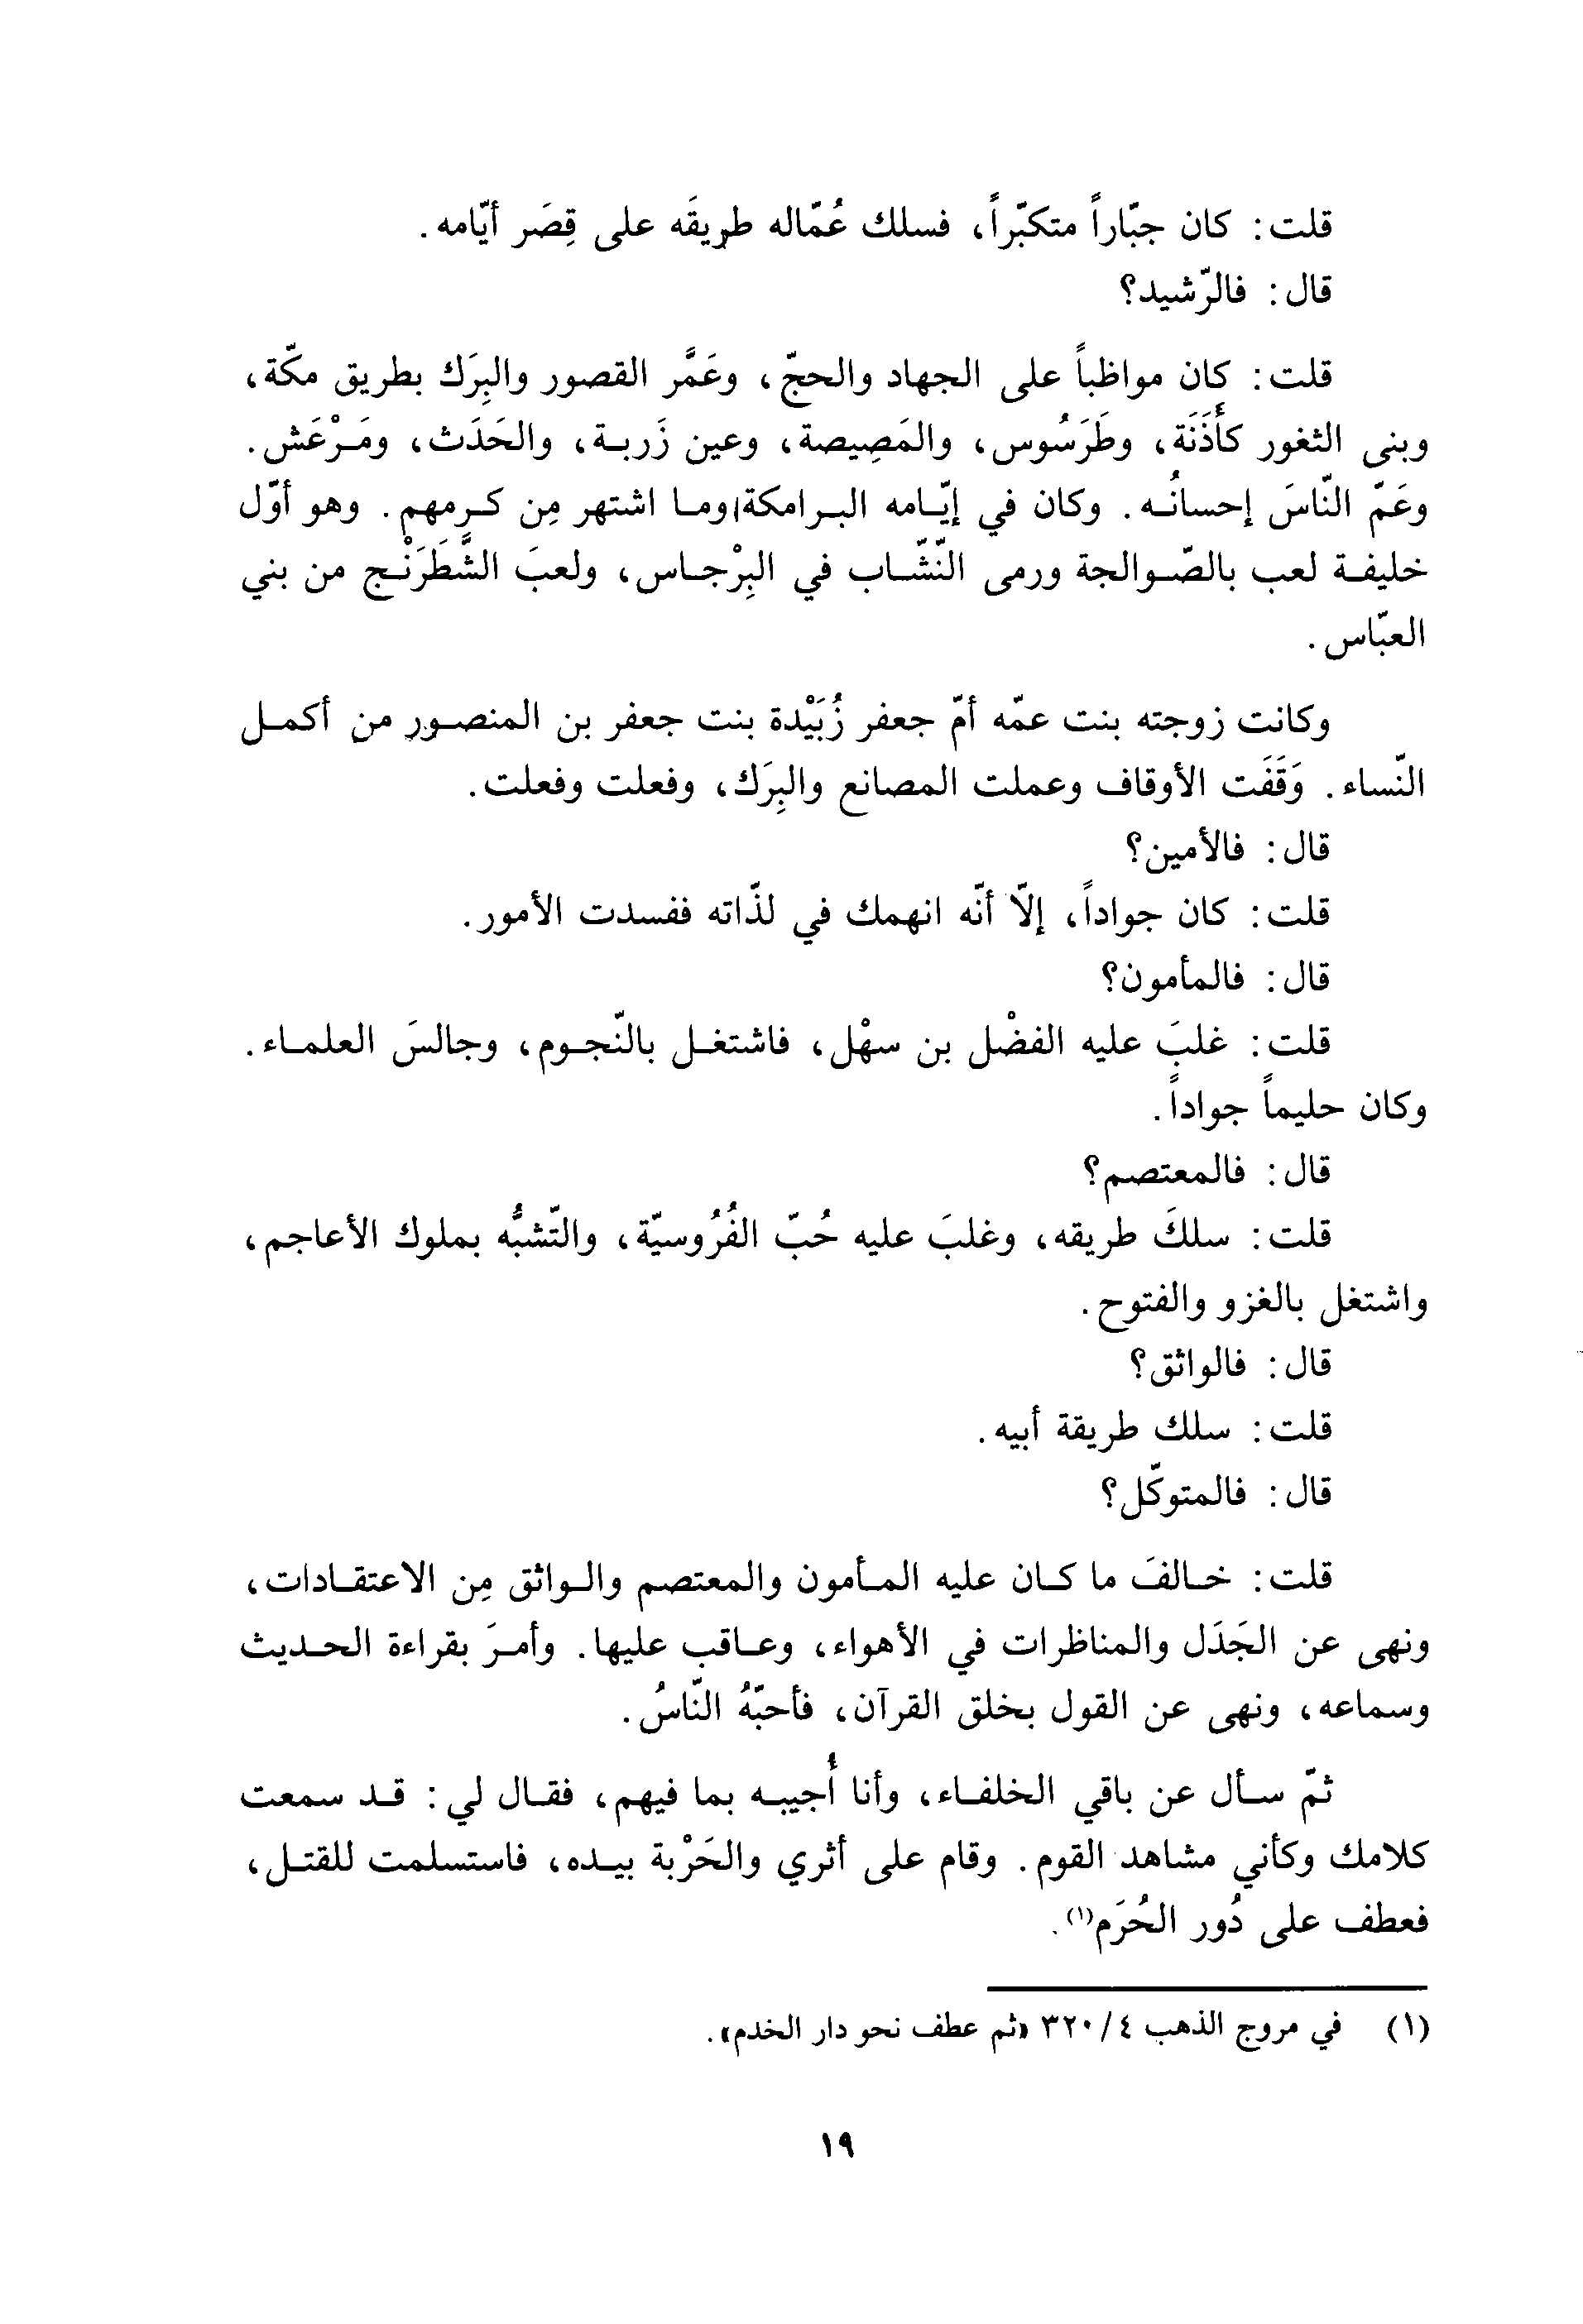 قلت: كان جبّاراً متكبّراً، فسلك عُمّاله طريقَه على قِصَر أيّامه.
قال: فالرّشيد؟
قلت: كان مواظباً على الجهاد والحجّ، وعَمَّر القصور والبِرَك بطريق مكّة،
وبنى الثغور كأَذَنَة، وطَرَسُوس، والمَصِيصة، وعين زَربة، والحَدَث، ومَرْعَش.
وعَمّ النّاسَ إحسانُه. وكان في إيّامه البرامكة وما اشتهر مِن كرمهم. وهو أوّل
خليفة لعب بالصّوالجة ورمى النّشّاب في البِرْجاس، ولعبَ الشَّطَرَنْج من بني
العبّاس.
وكانت زوجته بنت عمّه أمّ جعفر زُبَيْدة بنت جعفر بن المنصور من أكمل
النّساء. وَقَفَت الأوقاف وعملت المصانع والبِرَك، وفعلت وفعلت.
قال: فالأمين؟
قلت: كان جواداً، إلّا أنّه انهمك في لذّاته ففسدت الأمور.
قال: فالمأمون؟
قلت: غلبَ عليه الفضْل بن سهْل، فاشتغل بالنّجوم، وجالسَ العلماء.
وكان حليماً جواداً.
قال: فالمعتصم؟
قلت: سلكَ طريقه، وغلبَ عليه حُبّ الفُرُوسيّة، والتّشبُّه بملوك الأعاجم،
واشتغل بالغزو والفتوح.
قال: فالواثق؟
قلت: سلك طريقة أبيه.
قال: فالمتوكّل؟
قلت: خالفَ ما كان عليه المأمون والمعتصم والواثق مِن الاعتقادات،
ونهى عن الجَدَل والمناظرات في الأهواء، وعاقب عليها. وأمرَ بقراءة الحديث
وسماعه، ونهى عن القول بخلق القرآن، فأحبّهُ النّاسُ.
ثمّ سأل عن باقي الخلفاء، وأنا أُجيبه بما فيهم، فقال لي: قد سمعت
كلامك وكأني مشاهد القوم. وقام على أثري والحَرْبة بيده، فاستسلمت للقتل،
فعطف على دُور الحُرَم(١).
(١) في مروج الذهب ٤/٣٢٠ «ثم عطف نحو دار الخدم».
١٩